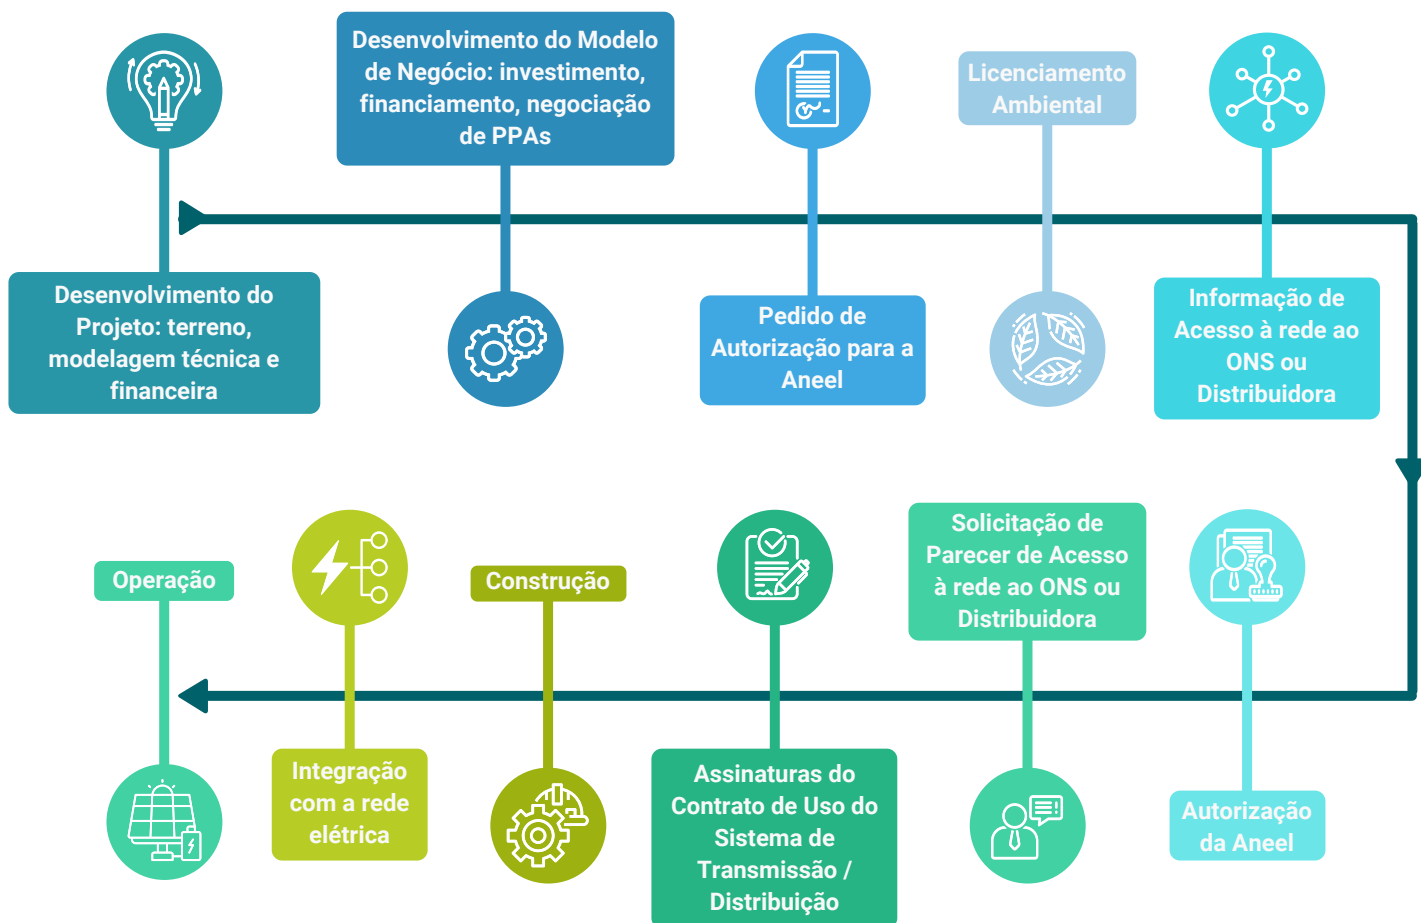 Desenvolvimento do Projeto: terreno,
modelagem técnica e
financeira
Desenvolvimento do Modelo
de Negócio: investimento,
financiamento, negociação
de PPAs
Pedido de
Autorização para a
Aneel
Licenciamento
Ambiental
Informação de
Acesso à rede ao
ONS ou
Distribuidora
Autorização
da Aneel
Solicitação de
Parecer de Acesso
à rede ao ONS ou
Distribuidora
Assinaturas do
Contrato de Uso do
Sistema de
Transmissão /
Distribuição
Construção
Integração
com a rede
elétrica
Operação